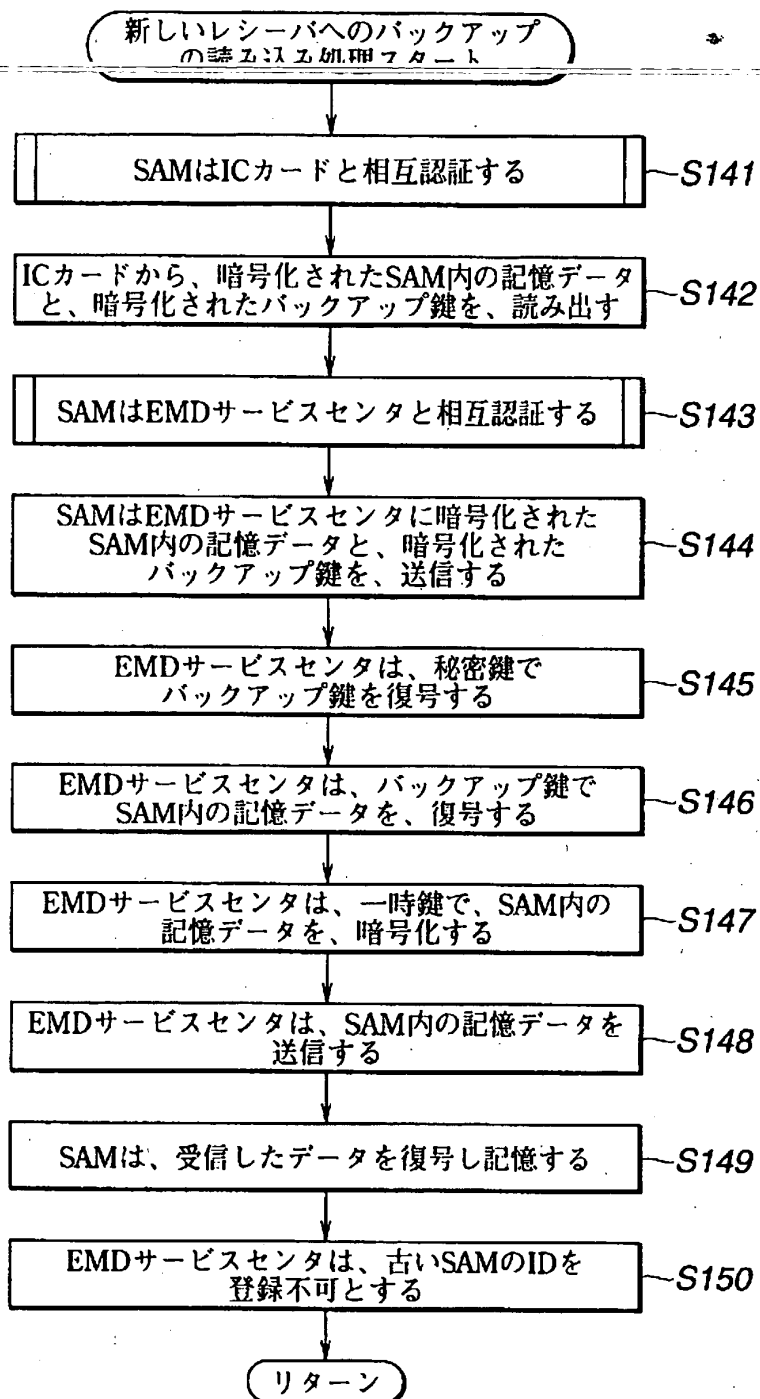 新しいレシーバへのバックアップ
の読み込み処理スタート
SAMはICカードと相互認証する
S141
ICカードから、暗号化されたSAM内の記憶データ
と、暗号化されたバックアップ鍵を、読み出す
S142
SAMはEMDサービスセンタと相互認証する
S143
SAMはEMDサービスセンタに暗号化された
SAM内の記憶データと、暗号化された
バックアップ鍵を、送信する
S144
EMDサービスセンタは、秘密鍵で
バックアップ鍵を復号する
S145
EMDサービスセンタは、バックアップ鍵で
SAM内の記憶データを、復号する
S146
EMDサービスセンタは、一時鍵で、SAM内の
記憶データを、暗号化する
S147
EMDサービスセンタは、SAM内の記憶データを
送信する
S148
SAMは、受信したデータを復号し記憶する
S149
EMDサービスセンタは、古いSAMのIDを
登録不可とする
S150
リターン